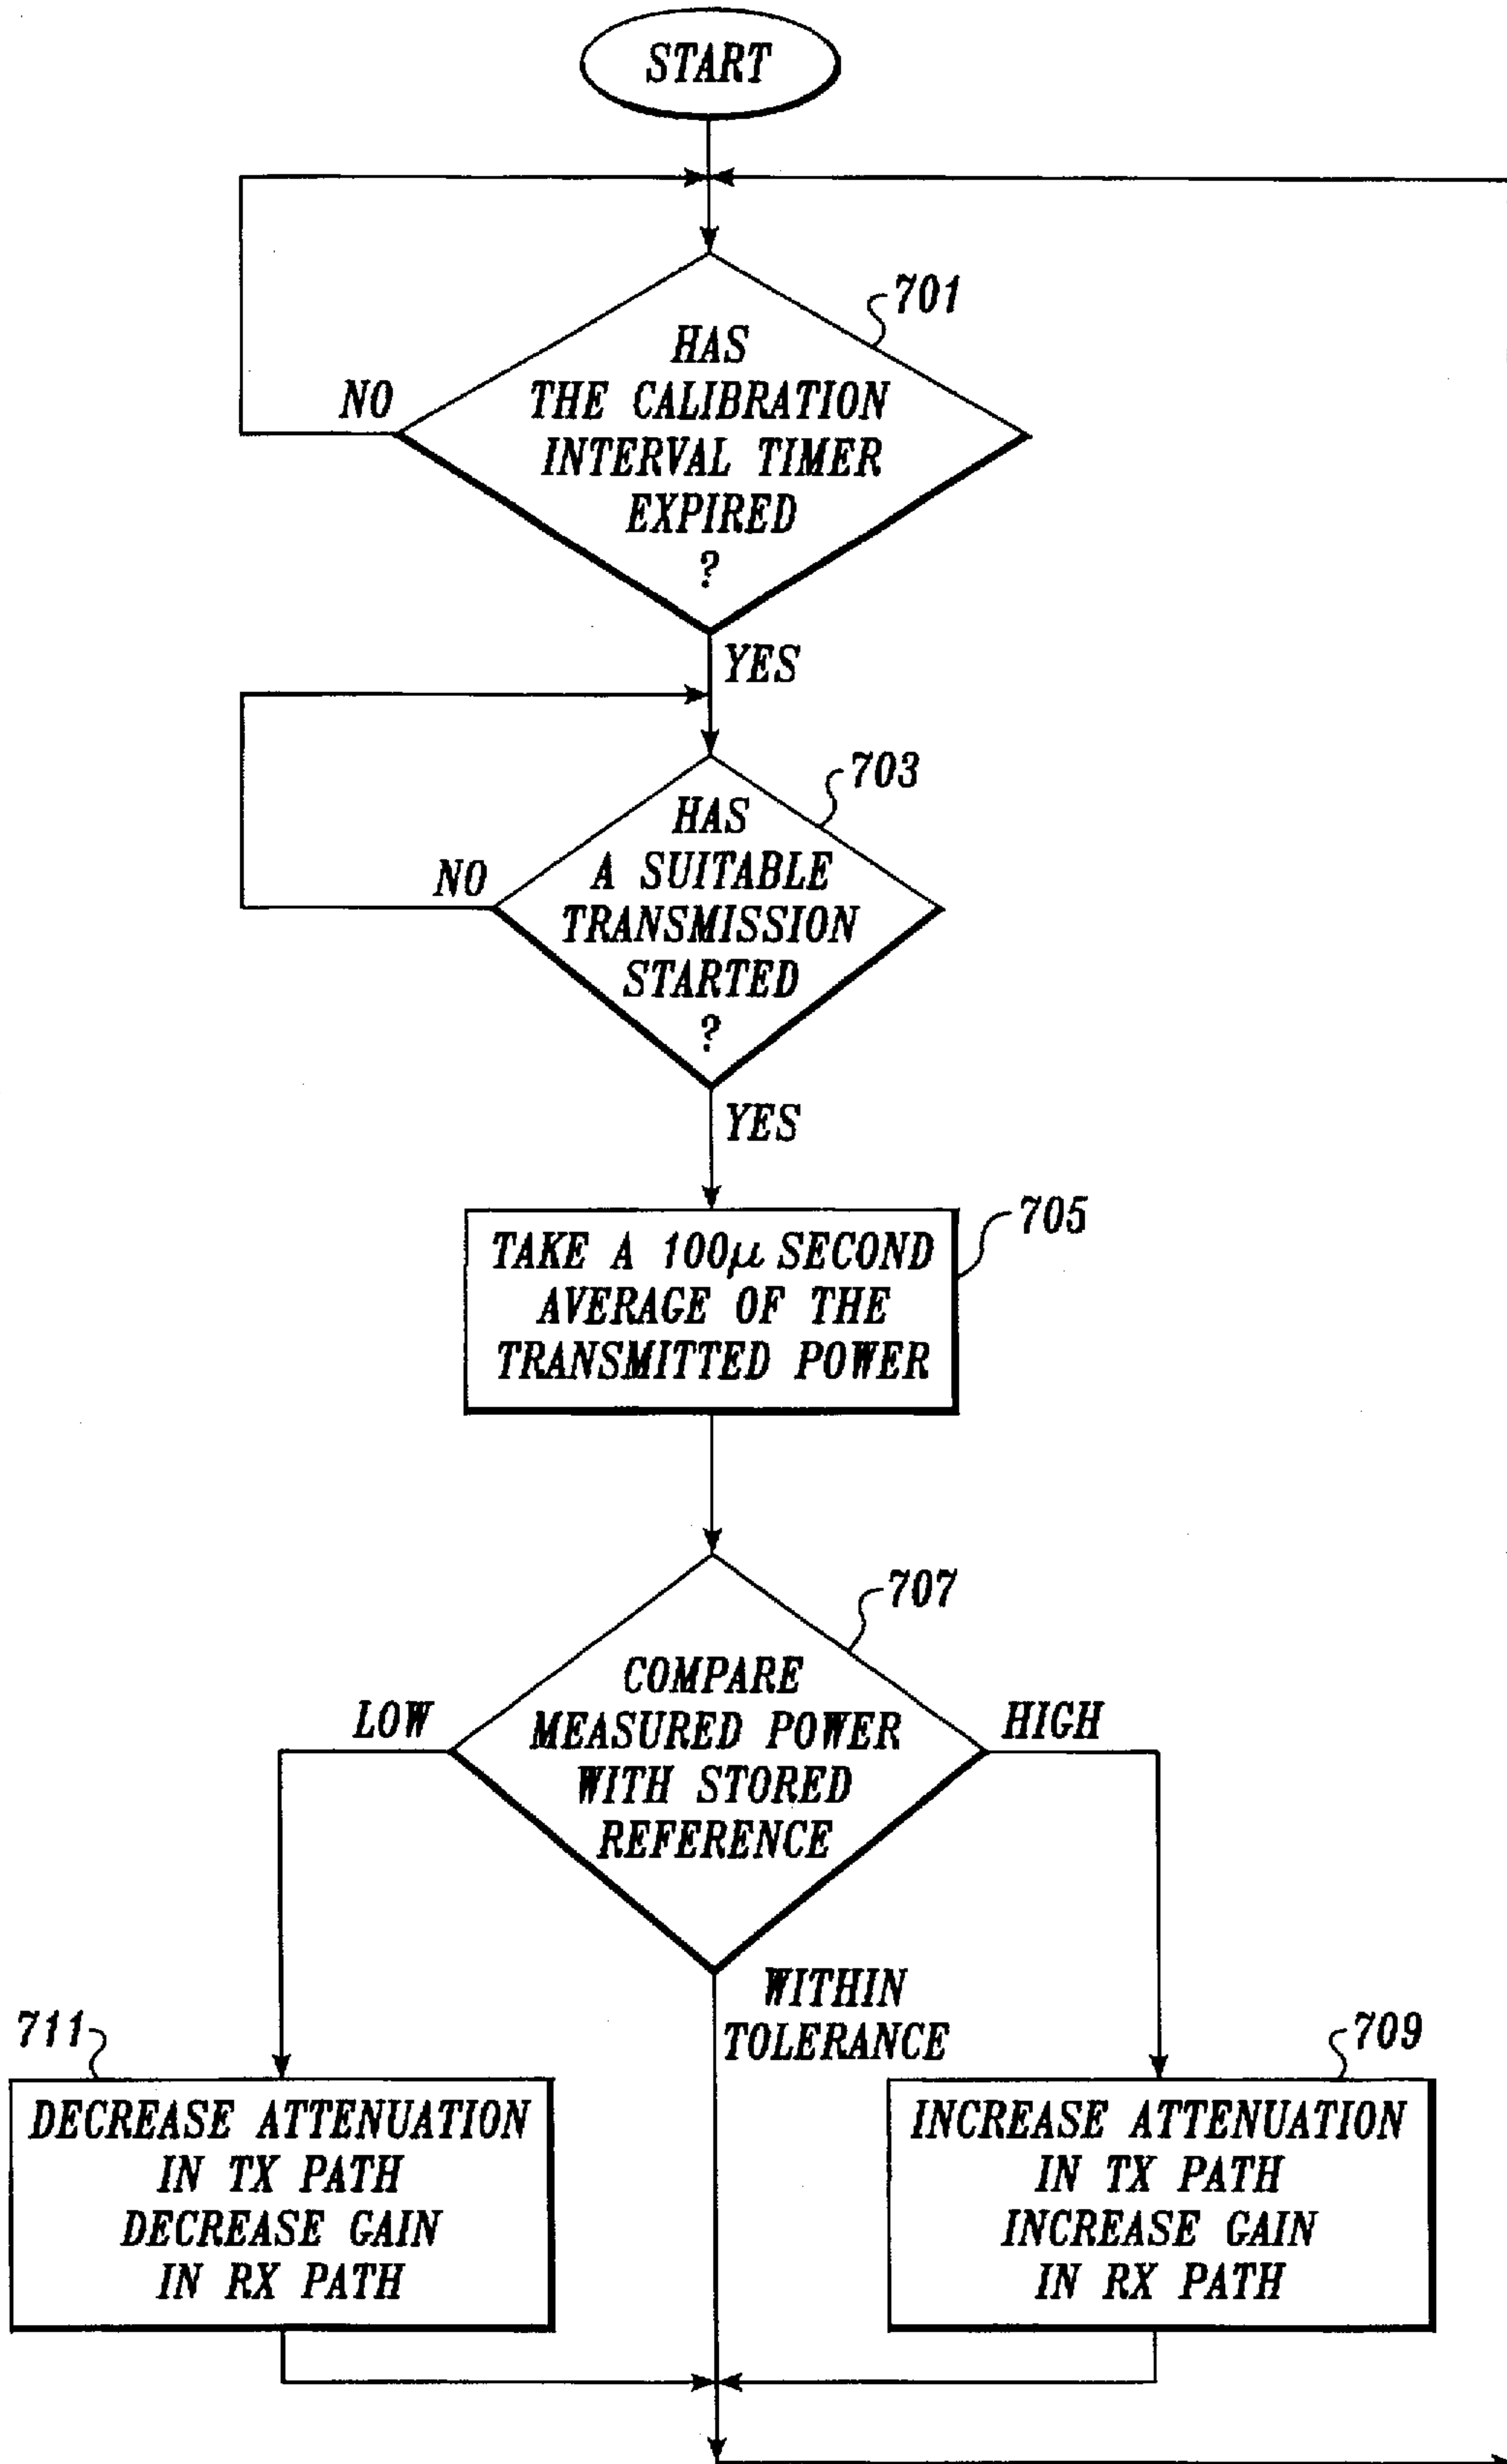 START
701
HAS
THE CALIBRATION
INTERVAL TIMER
EXPIRED
?
NO
YES
703
HAS
A SUITABLE
TRANSMISSION
STARTED
?
NO
YES
705
TAKE A 100μ SECOND
AVERAGE OF THE
TRANSMITTED POWER
707
COMPARE
MEASURED POWER
WITH STORED
REFERENCE
LOW
HIGH
WITHIN
TOLERANCE
711
DECREASE ATTENUATION
IN TX PATH
DECREASE GAIN
IN RX PATH
709
INCREASE ATTENUATION
IN TX PATH
INCREASE GAIN
IN RX PATH